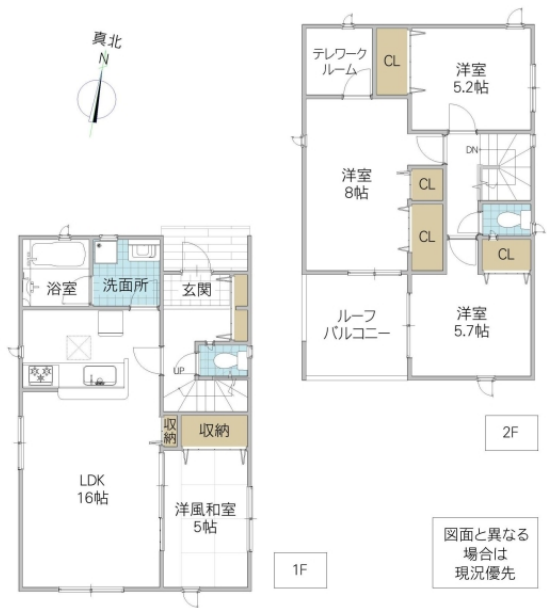 真北
N
テレワーク
ルーム
CL
洋室
5.2帖
洋室
8帖
DN
CL
CL
CL
ルーフ
バルコニー
洋室
5.7帖
2F
浴室
洗面所
玄関
UP
収納
収納
LDK
16帖
洋風和室
5帖
1F
図面と異なる
場合は
現況優先